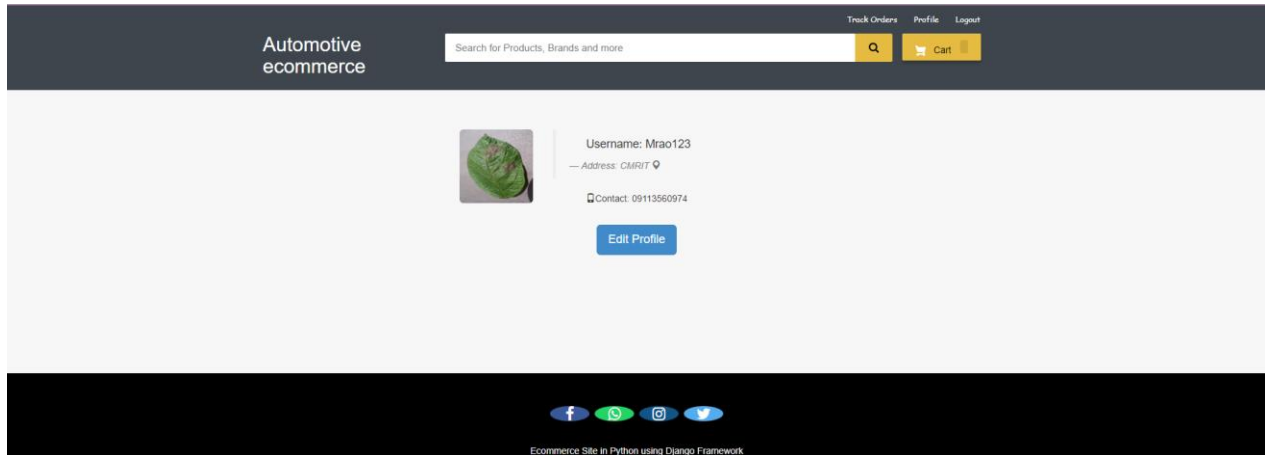 Track Orders Profile Logout
Automotive
ecommerce
Search for Products, Brands and more
Cart
Username: Mrao123
— Address: CMRIT
Contact: 09113560974
Edit Profile
Ecommerce Site in Python using Django Framework